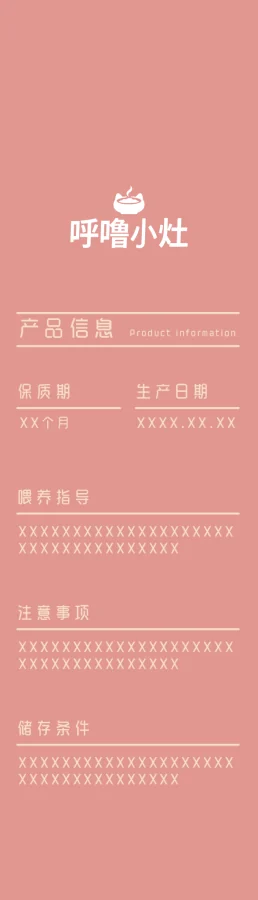 呼噜小灶
产品信息 Product information
保质期 生产日期
XX个月 XXXX.XX.XX
喂养指导
XXXXXXXXXXXXXXXXXXXX
XXXXXXXXXXXXXXX
注意事项
XXXXXXXXXXXXXXXXXXXX
XXXXXXXXXXXXXXX
储存条件
XXXXXXXXXXXXXXXXXXXX
XXXXXXXXXXXXXXX